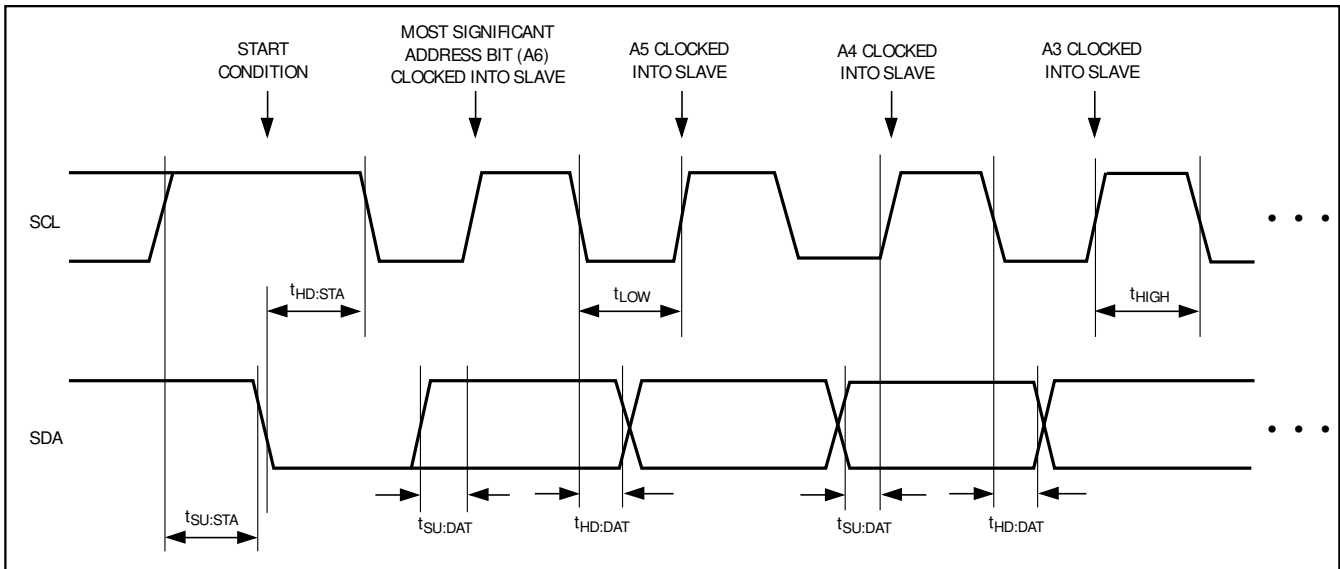 START
CONDITION
MOST SIGNIFICANT
ADDRESS BIT (A6)
CLOCKED INTO SLAVE
A5 CLOCKED
INTO SLAVE
A4 CLOCKED
INTO SLAVE
A3 CLOCKED
INTO SLAVE
SCL
tHD:STA
tLOW
tHIGH
SDA
tSU:STA
tSU:DAT
tHD:DAT
tSU:DAT
tHD:DAT